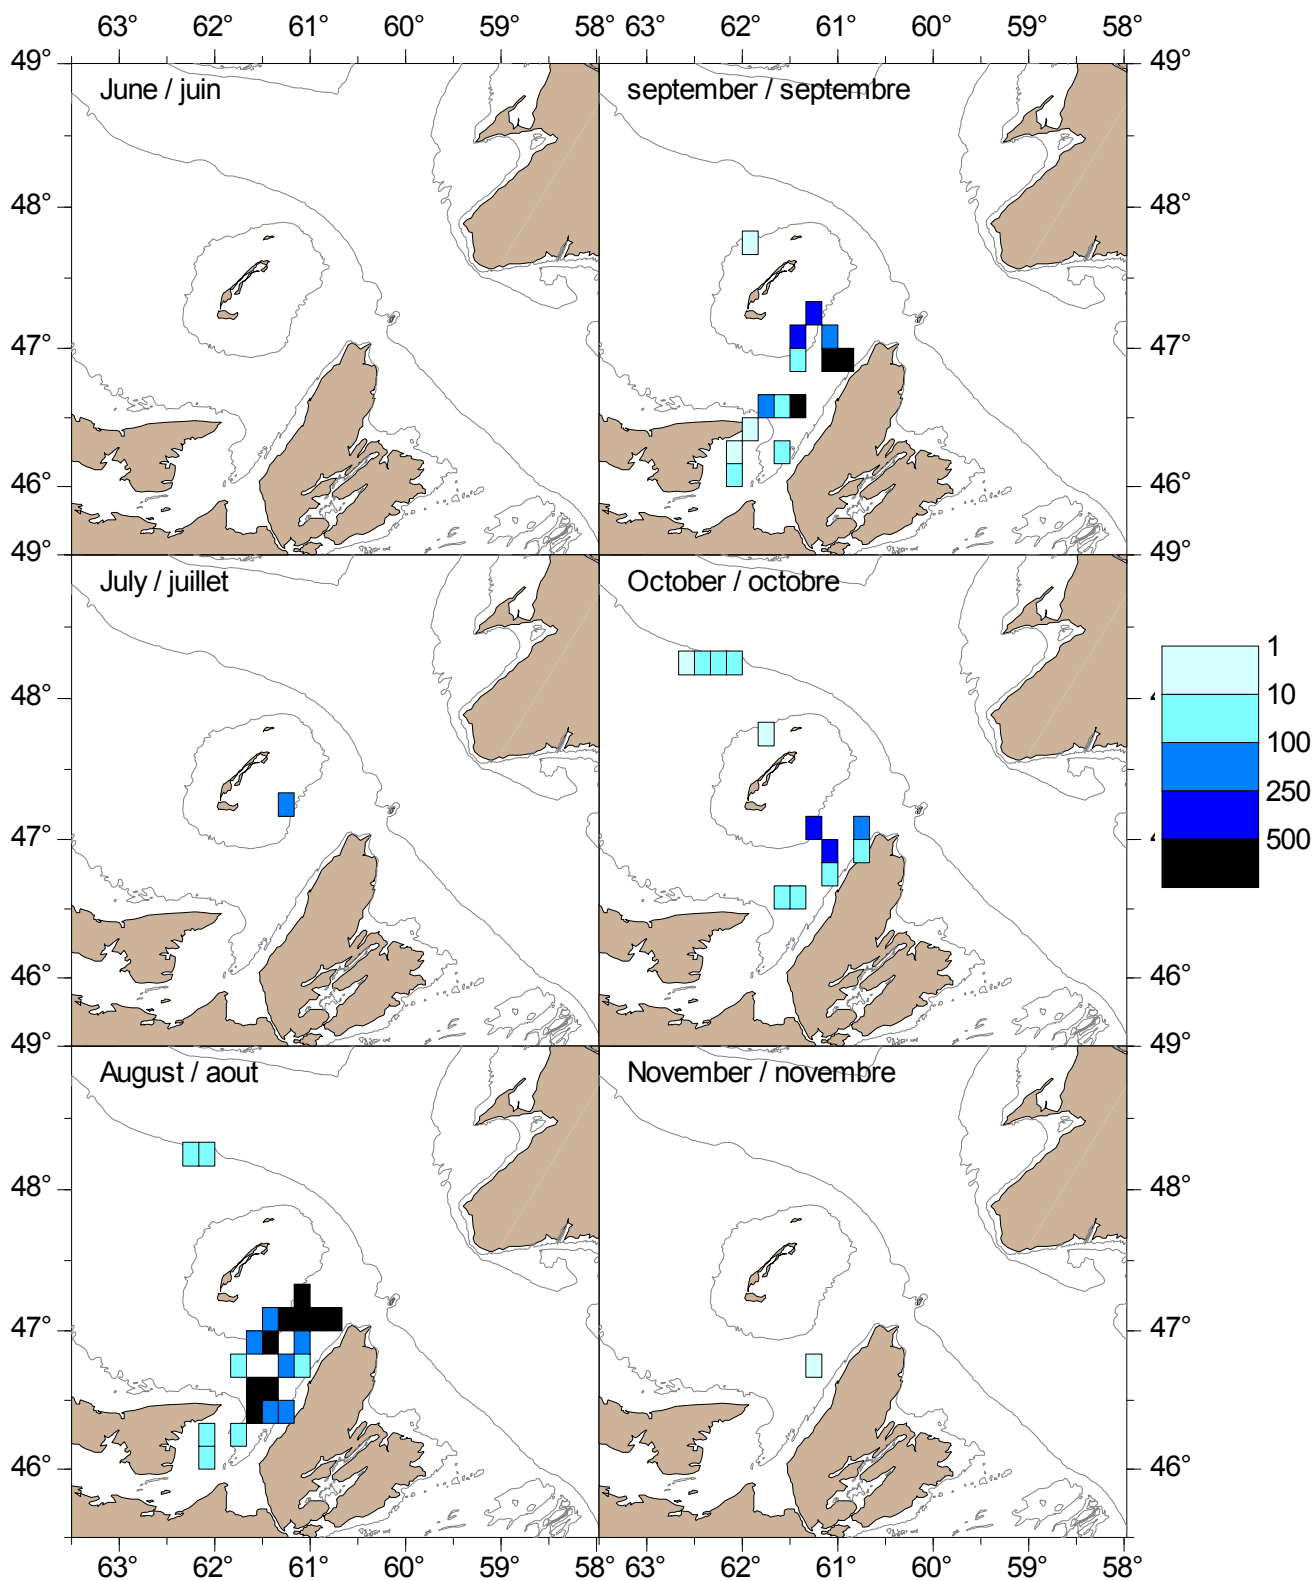 63° 62° 61° 60° 59° 58° 63° 62° 61° 60° 59° 58°
49° 49°
June / juin
september / septembre
48° 48°
47° 47°
46° 46°
49° 49°
July / juillet
October / octobre
1
10
100
250
500
48° 48°
47° 47°
46° 46°
49° 49°
August / aout
November / novembre
48° 48°
47° 47°
46° 46°
63° 62° 61° 60° 59° 58° 63° 62° 61° 60° 59° 58°